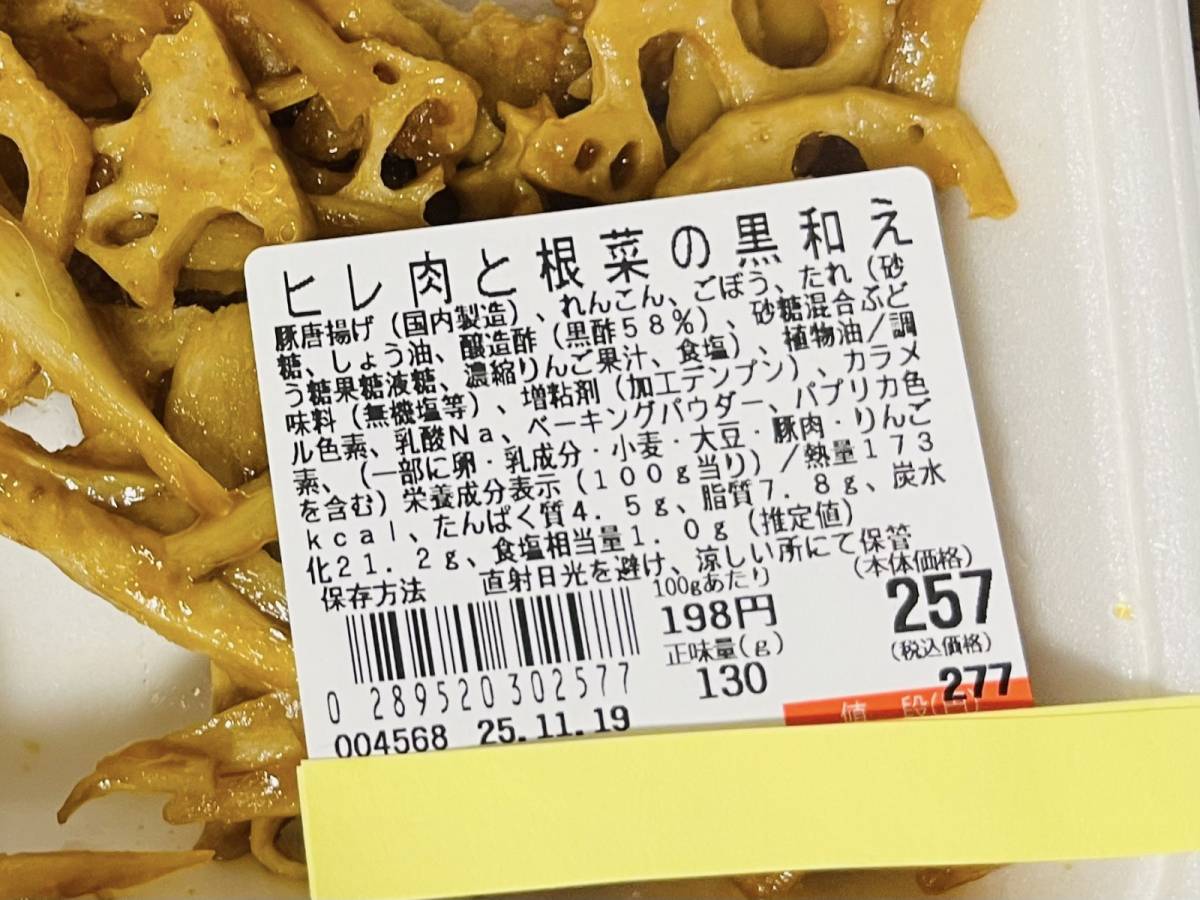 ヒレ肉と根菜の黒和え
豚唐揚げ（国内製造）、れんこん、ごぼう、たれ（砂
糖、しょう油、醸造酢（黒酢５８％）、砂糖混合ぶど
う糖果糖液糖、濃縮りんご果汁、食塩）、植物油／調
味料（無機塩等）、増粘剤（加工デンプン）、カラメ
ル色素、乳酸Ｎａ、ベーキングパウダー、パプリカ色
素、（一部に卵・乳成分・小麦・大豆・豚肉・りんご
を含む）栄養成分表示（１００ｇ当り）／熱量１７３
ｋｃａｌ、たんぱく質４．５ｇ、脂質７．８ｇ、炭水
化２１．２ｇ、食塩相当量１．０ｇ（推定値）
保存方法　直射日光を避け、涼しい所にて保管
100gあたり
198円
正味量(g)
130
(本体価格)
257
(税込価格)
277
値 段(円)
0 289520 302577
004568 25.11.19